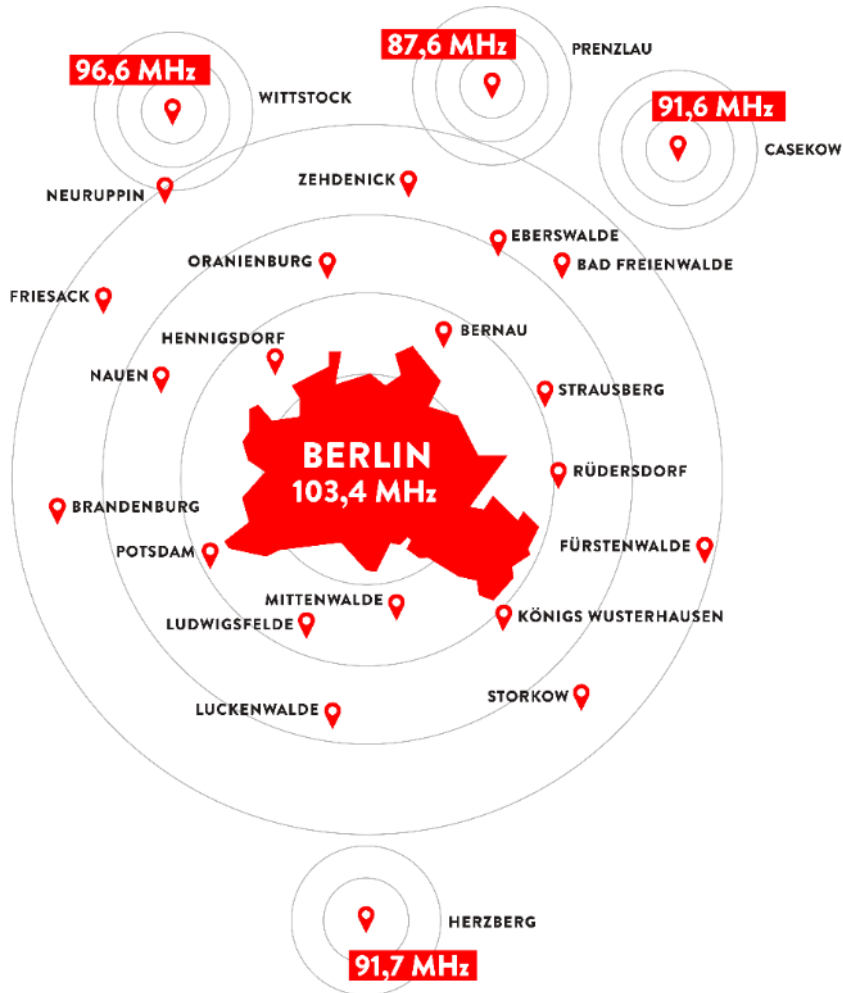 87,6 MHz
PRENZLAU
96,6 MHz
WITTSTOCK
91,6 MHz
CASEKOW
ZEHDENICK
NEURUPPIN
EBERSWALDE
ORANIENBURG
BAD FREIENWALDE
FRIESACK
HENNIGSDORF
BERNAU
NAUEN
STRAUSBERG
BERLIN
103,4 MHz
RÜDERSDORF
BRANDENBURG
POTSDAM
FÜRSTENWALDE
MITTENWALDE
LUDWIGSFELDE
KÖNIGS WUSTERHAUSEN
STORKOW
LUCKENWALDE
HERZBERG
91,7 MHz